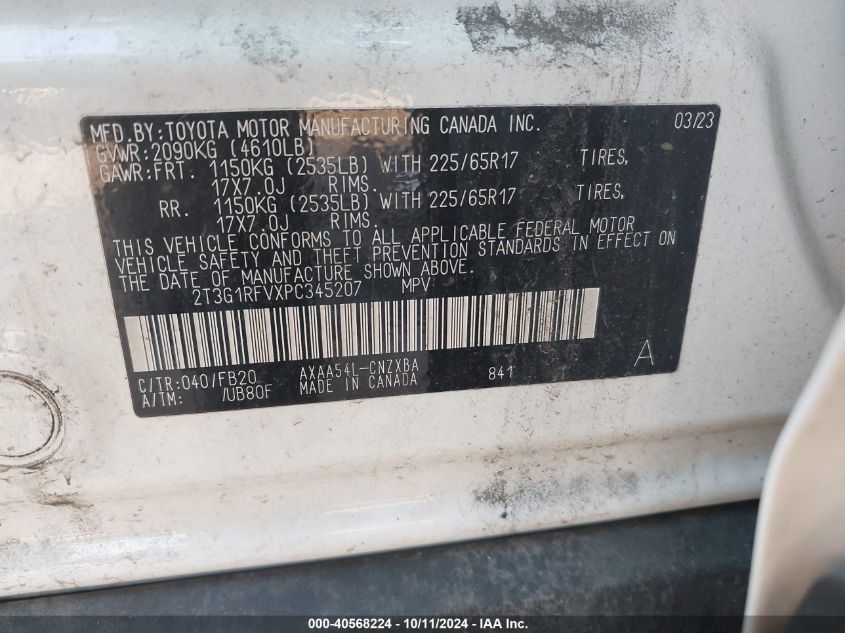 MFD.BY:TOYOTA MOTOR MANUFACTURING CANADA INC. 03/23
GVWR:2090KG (4610LB)
GAWR:FRT. 1150KG (2535LB) WITH 225/65R17 TIRES,
17X7.0J RIMS.
RR. 1150KG (2535LB) WITH 225/65R17 TIRES,
17X7.0J RIMS.
THIS VEHICLE CONFORMS TO ALL APPLICABLE FEDERAL MOTOR
VEHICLE SAFETY AND THEFT PREVENTION STANDARDS IN EFFECT ON
THE DATE OF MANUFACTURE SHOWN ABOVE.
2T3G1RFVXPC345207 MPV
C/TR:040/FB20 AXAA54L-CNZXBA 841 A
A/TM: /UB80F MADE IN CANADA
000-40568224 - 10/11/2024 - IAA Inc.